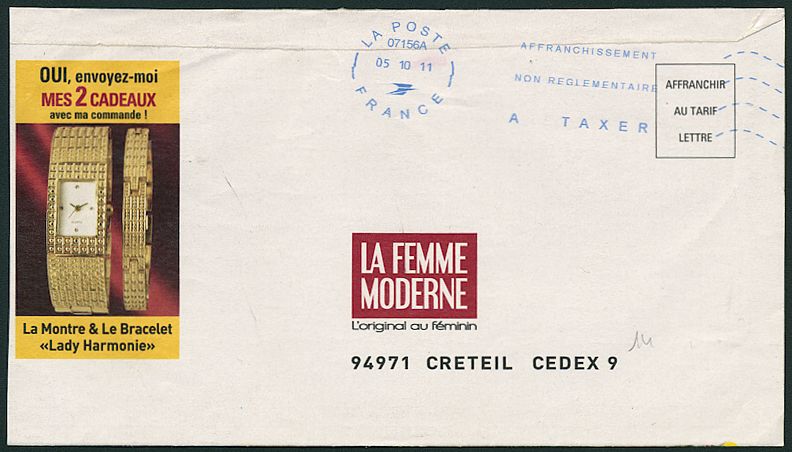 OUI, envoyez-moi
MES 2 CADEAUX
avec ma commande !
La Montre & Le Bracelet
«Lady Harmonie»
LA POSTE
07156A
05 10 11
FRANCE
AFFRANCHISSEMENT
NON REGLEMENTAIRE
A TAXER
AFFRANCHIR
AU TARIF
LETTRE
LA FEMME
MODERNE
L'original au féminin
94971 CRETEIL CEDEX 9